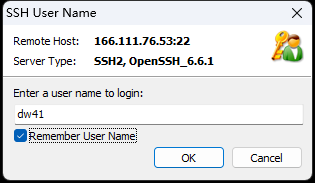 SSH User Name
Remote Host: 166.111.76.53:22
Server Type: SSH2, OpenSSH_6.6.1
Enter a user name to login:
dw41
Remember User Name
OK Cancel